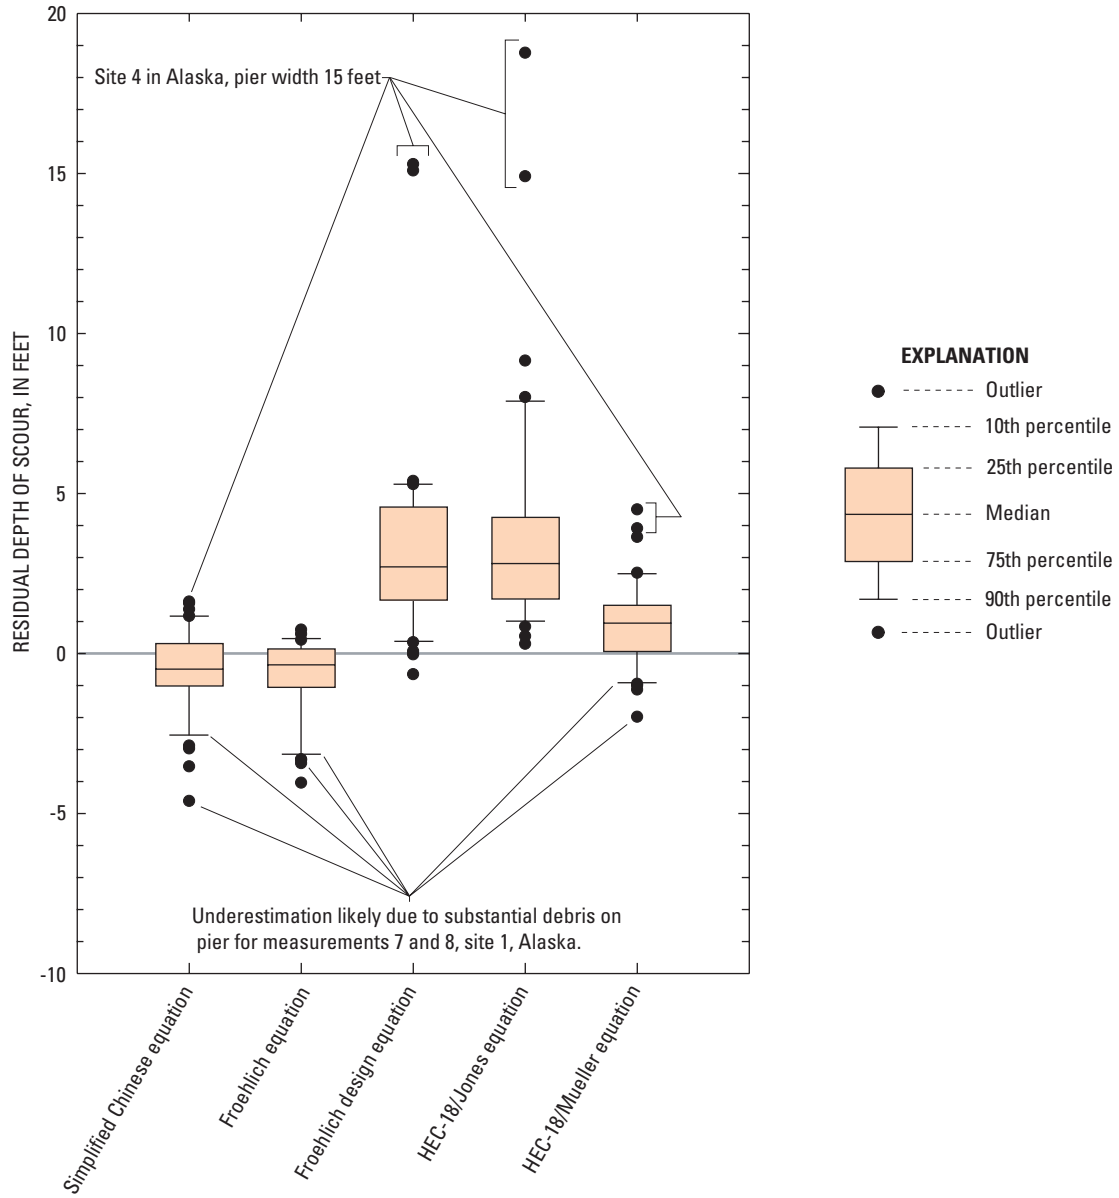 20
15
10
5
0
-5
-10
RESIDUAL DEPTH OF SCOUR, IN FEET
Site 4 in Alaska, pier width 15 feet
Underestimation likely due to substantial debris on
pier for measurements 7 and 8, site 1, Alaska.
Simplified Chinese equation
Froehlich equation
Froehlich design equation
HEC-18/Jones equation
HEC-18/Mueller equation
EXPLANATION
Outlier
10th percentile
25th percentile
Median
75th percentile
90th percentile
Outlier